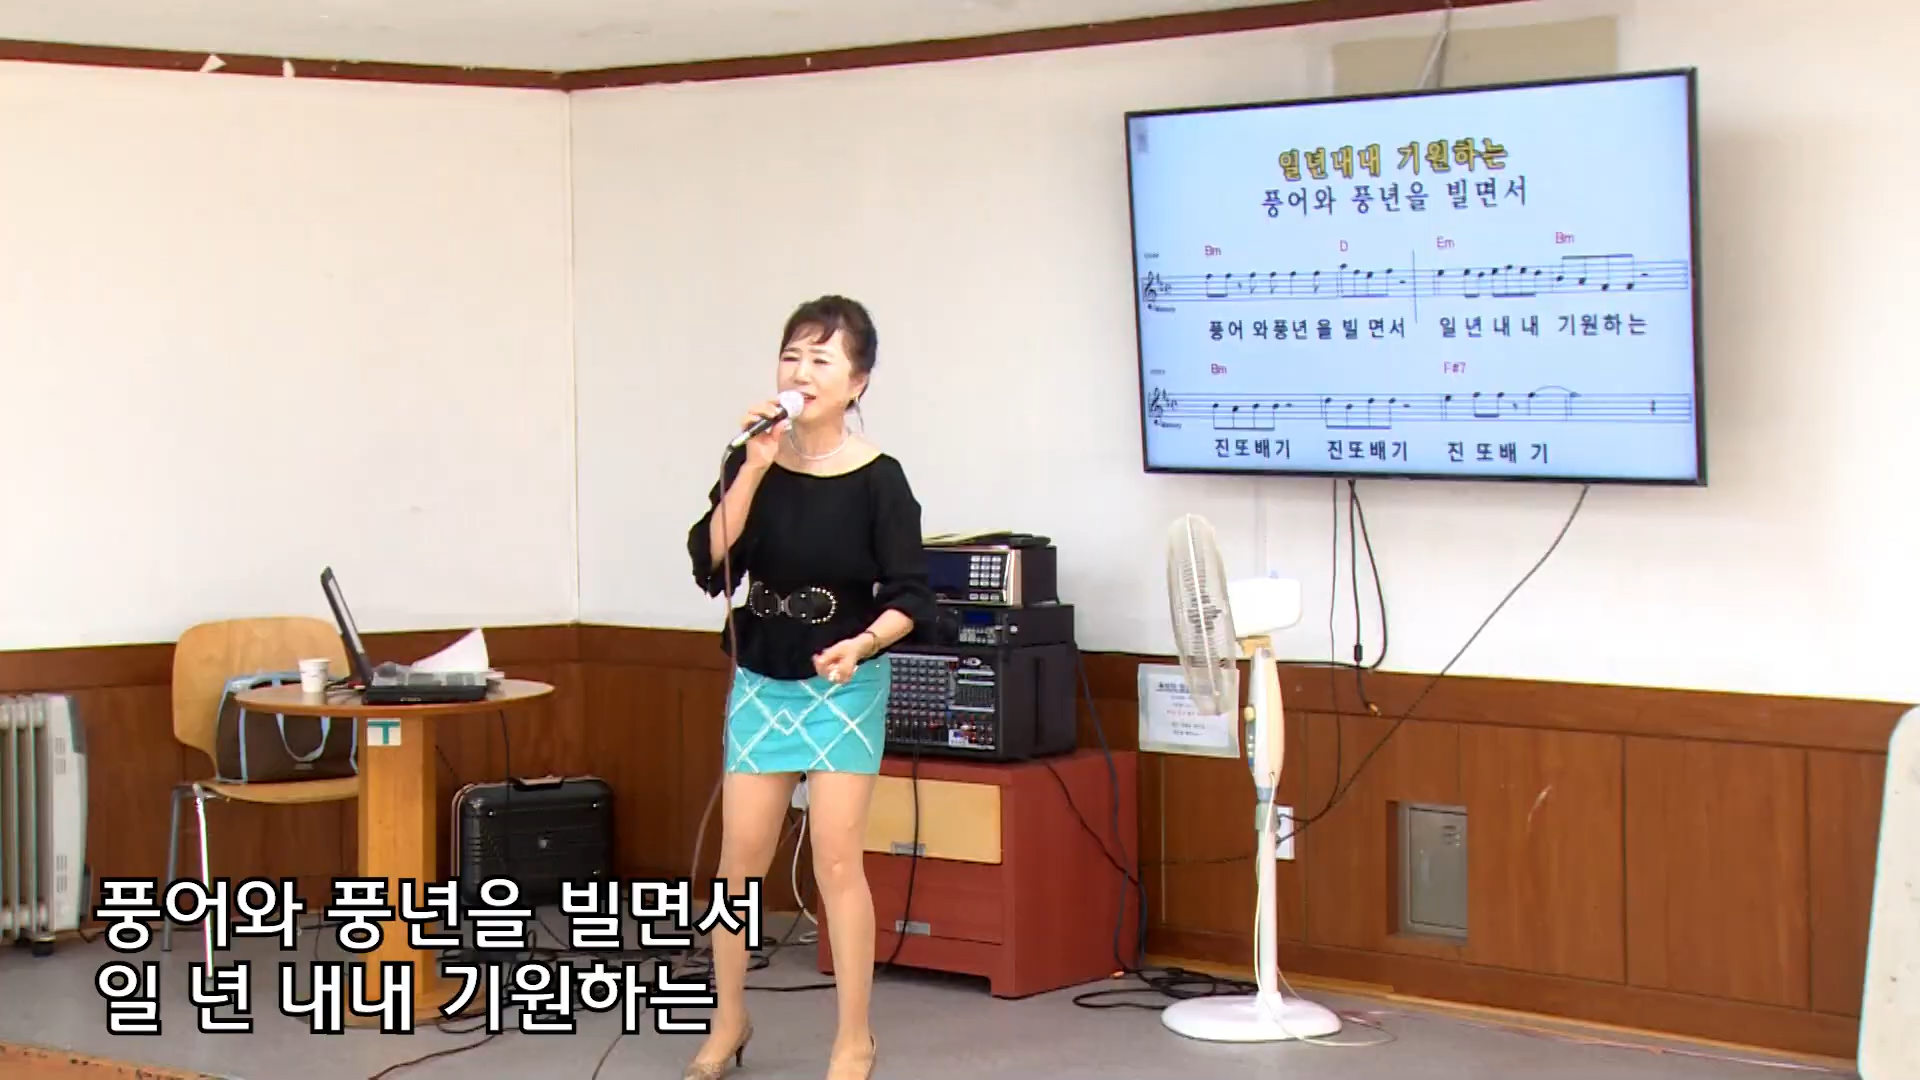 일년내내 기원하는
풍어와 풍년을 빌면서
Bm D Em Bm
풍어 와풍년 을 빌 면서 일 년 내 내 기원하는
Bm F#7
진또배기 진또배기 진 또배 기
T
풍어와 풍년을 빌면서
일 년 내내 기원하는